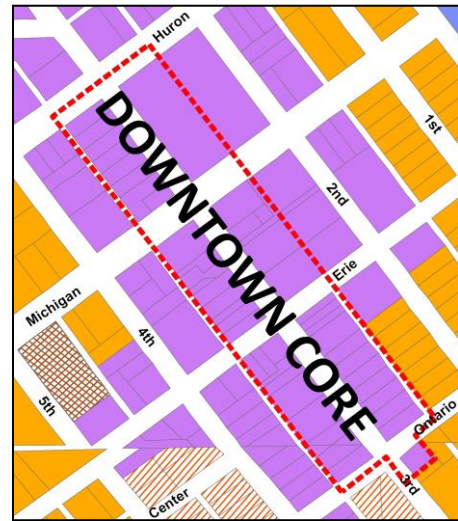 Huron
1st
DOWNTOWN CORE
2nd
Erie
Michigan
4th
5th
Ontario
3rd
Center